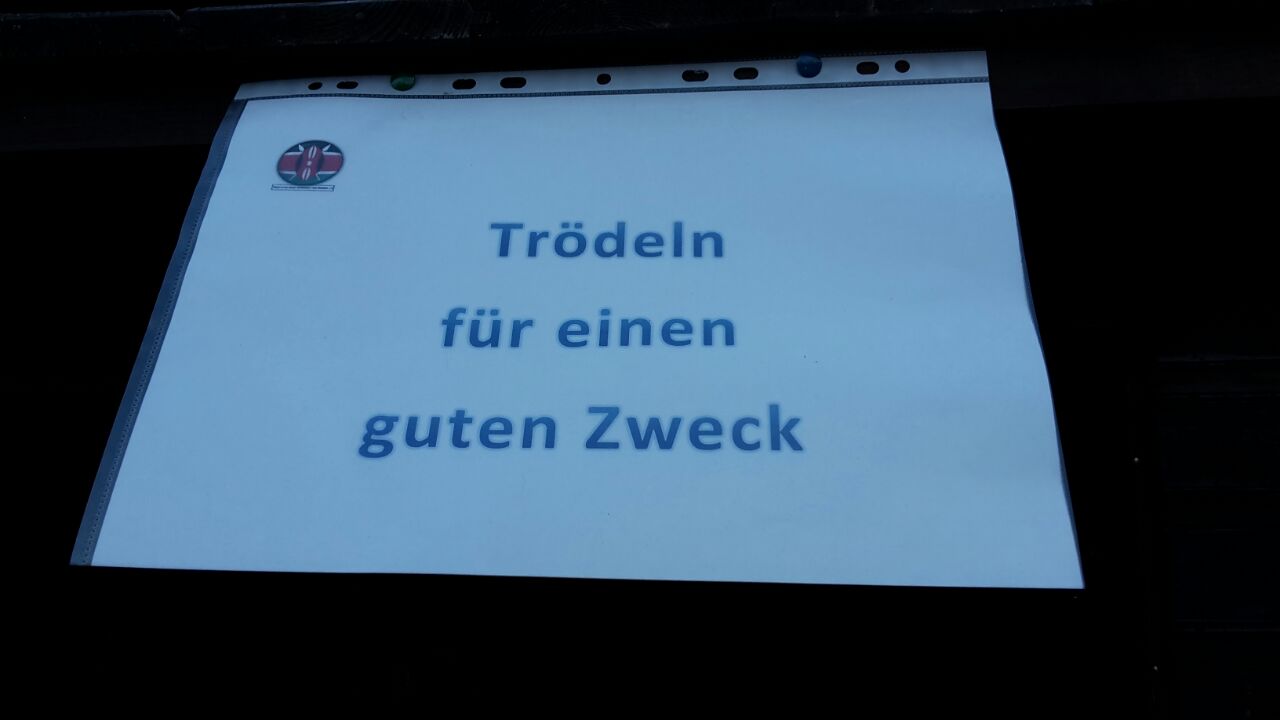 Trödeln
für einen
guten Zweck